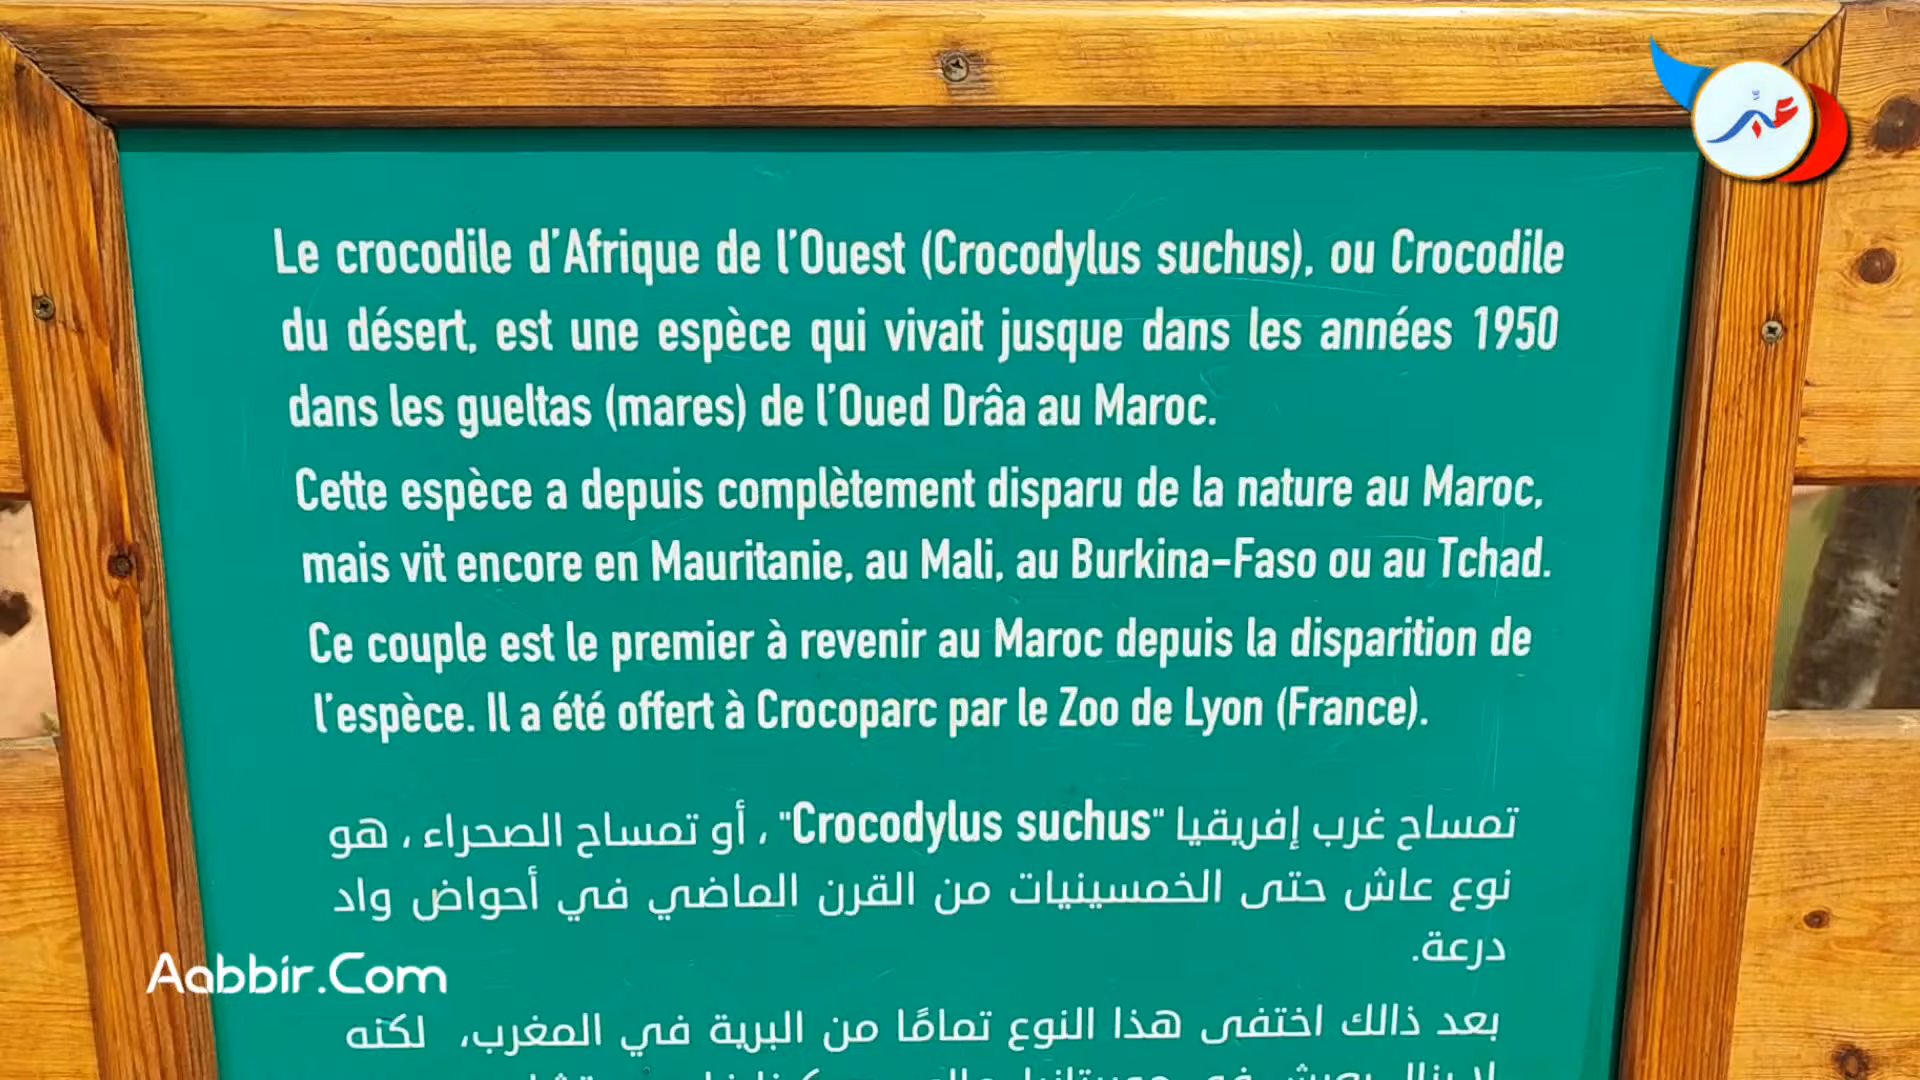 عبّر
Le crocodile d'Afrique de l'Ouest (Crocodylus suchus), ou Crocodile
du désert, est une espèce qui vivait jusque dans les années 1950
dans les gueltas (mares) de l'Oued Drâa au Maroc.
Cette espèce a depuis complètement disparu de la nature au Maroc,
mais vit encore en Mauritanie, au Mali, au Burkina-Faso ou au Tchad.
Ce couple est le premier à revenir au Maroc depuis la disparition de
l'espèce. Il a été offert à Crocoparc par le Zoo de Lyon (France).
تمساح غرب إفريقيا "Crocodylus suchus" ، أو تمساح الصحراء ، هو
نوع عاش حتى الخمسينيات من القرن الماضي في أحواض واد
درعة.
Aabbir.Com
بعد ذالك اختفى هذا النوع تمامًا من البرية في المغرب، لكنه